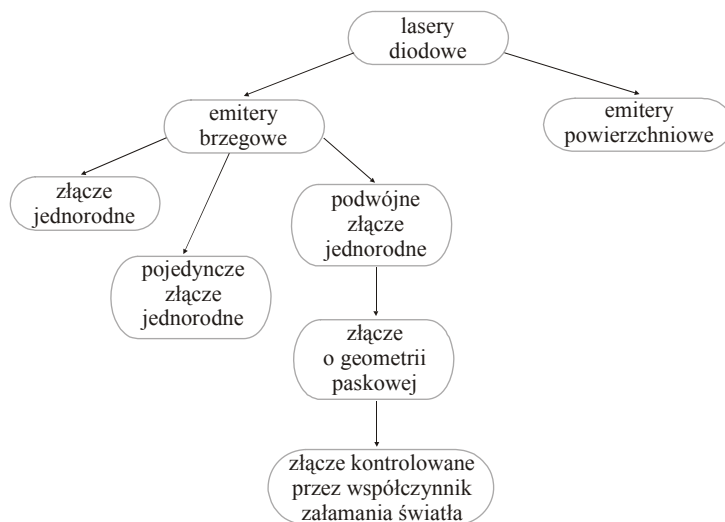 lasery
diodowe
emitery
brzegowe
emitery
powierzchniowe
złącze
jednorodne
pojedyncze
złącze
jednorodne
podwójne
złącze
jednorodne
złącze
o geometrii
paskowej
złącze kontrolowane
przez współczynnik
załamania światła